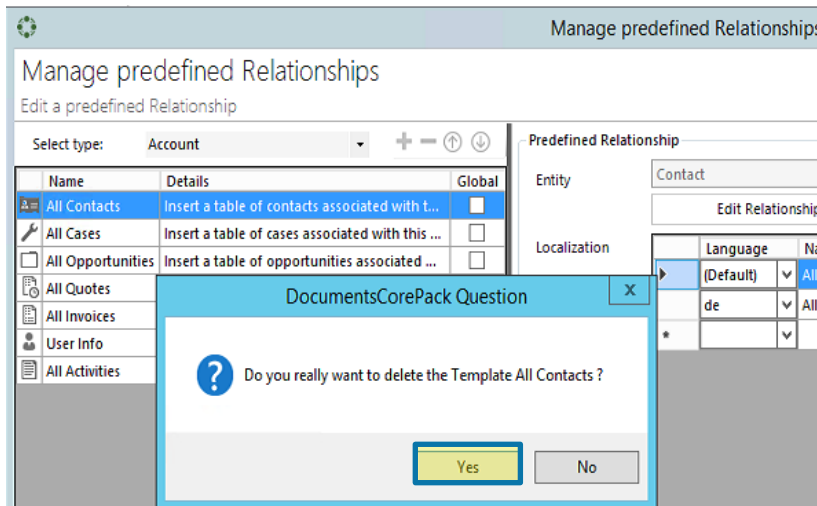 Manage predefined Relationships
Manage predefined Relationships
Edit a predefined Relationship
Select type: Account
Name Details Global
All Contacts Insert a table of contacts associated with t...
All Cases Insert a table of cases associated with this ...
All Opportunities Insert a table of opportunities associated ...
All Quotes
All Invoices
User Info
All Activities
Predefined Relationship
Entity Contact
Edit Relationship
Localization
Language Na
(Default) All
de All
*
DocumentsCorePack Question
x
Do you really want to delete the Template All Contacts ?
Yes No